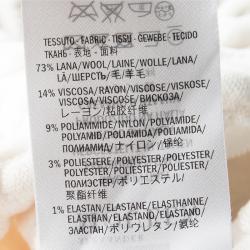 TESSUTO - FABRIC - TISSU - GEWEBE - TECIDO
ТКАНЬ - 表地 - 面料
73% LANA/WOOL/LAINE/WOLLE/LANA/
LÃ/ШЕРСТЬ/毛/羊毛
14% VISCOSA/RAYON/VISCOSE/VISKOSE/
VISCOSA/VISCOSE/ВИСКОЗА/
レーヨン/粘胶纤维
9% POLIAMMIDE/NYLON/POLYAMIDE/
POLYAMID/POLIAMIDA/POLIAMIDA/
ПОЛИАМИД/ナイロン/锦纶
3% POLIESTERE/POLYESTER/POLYESTER/
POLYESTER/POLIÉSTER/POLIÉSTER/
ПОЛИЭСТЕР/ポリエステル/
聚酯纤维
1% ELASTAN/ELASTANE/ÉLASTHANNE/
ELASTHAN/ELASTANO/ELASTANO/
ЭЛАСТАН/ポリウレタン/氨纶